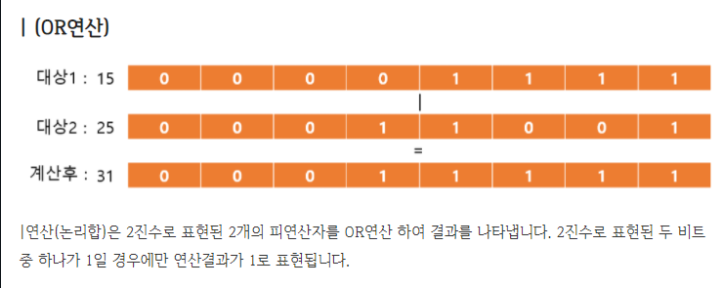 | (OR연산)
대상1 : 15 0 0 0 0 1 1 1 1
|
대상2 : 25 0 0 0 1 1 0 0 1
=
계산후 : 31 0 0 0 1 1 1 1 1
|연산(논리합)은 2진수로 표현된 2개의 피연산자를 OR연산 하여 결과를 나타냅니다. 2진수로 표현된 두 비트
중 하나가 1일 경우에만 연산결과가 1로 표현됩니다.